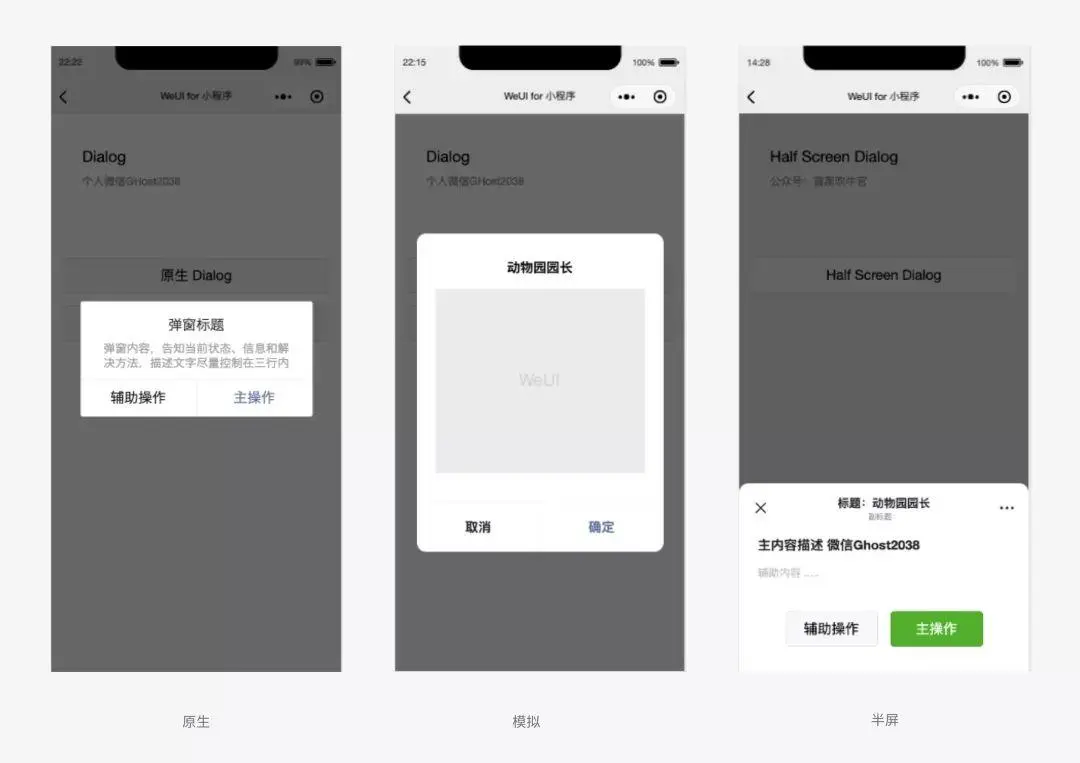 22:22
99%
WeUI for 小程序
Dialog
个人微信GHost2038
原生 Dialog
弹窗标题
弹窗内容，告知当前状态、信息和解
决方法，描述文字尽量控制在三行内
辅助操作
主操作
原生
22:15
100%
WeUI for 小程序
Dialog
个人微信GHost2038
动物园园长
WeUI
取消
确定
模拟
14:28
100%
WeUI for 小程序
Half Screen Dialog
公众号：
吹牛官
Half Screen Dialog
标题：动物园园长
副标题
主内容描述 微信Ghost2038
辅助内容 ......
辅助操作
主操作
半屏